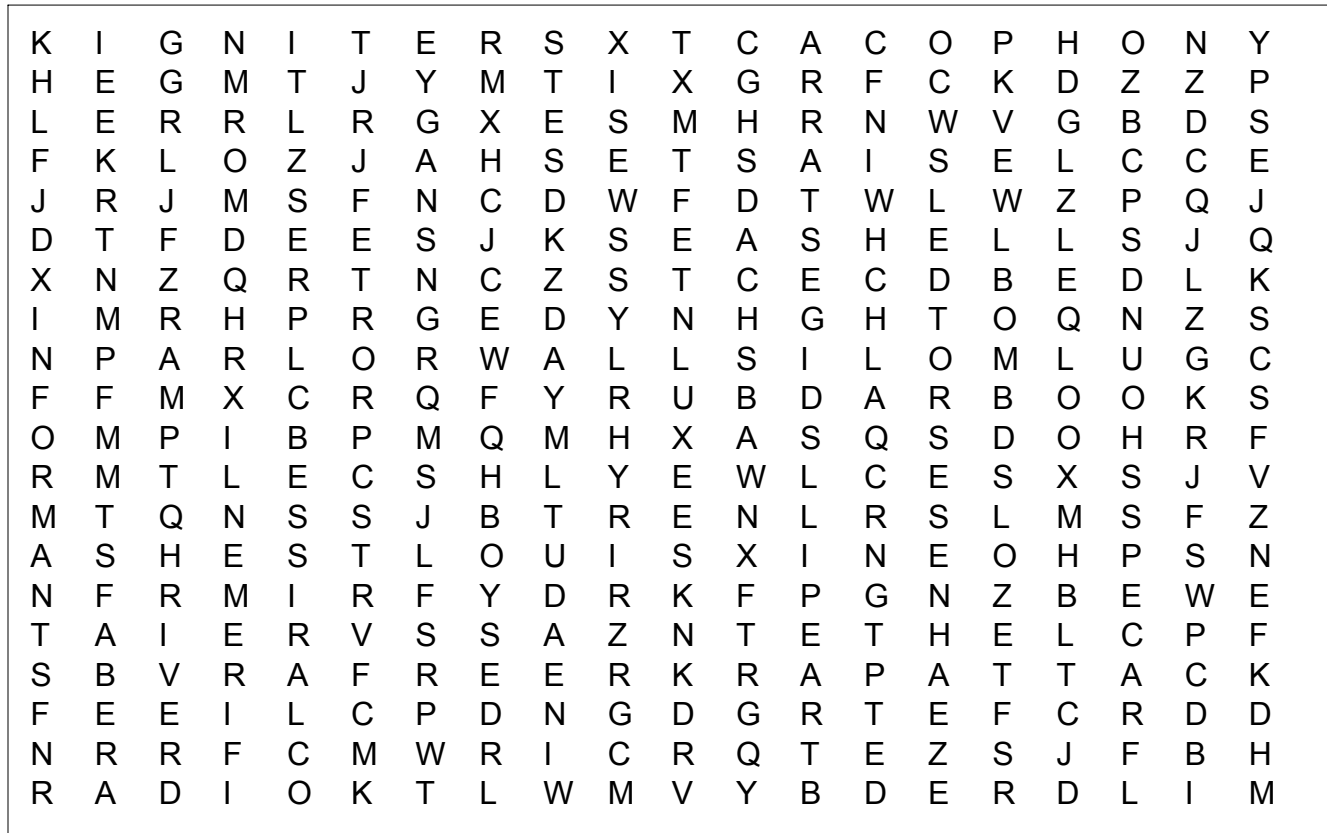 K I G N I T E R S X T C A C O P H O N Y
H E G M T J Y M T I X G R F C K D Z Z P
L E R R L R G X E S M H R N W V G B D S
F K L O Z J A H S E T S A I S E L C C E
J R J M S F N C D W F D T W L W Z P Q J
D T F D E E S J K S E A S H E L L S J Q
X N Z Q R T N C Z S T C E C D B E D L K
I M R H P R G E D Y N H G H T O Q N Z S
N P A R L O R W A L L S I L O M L U G C
F F M X C R Q F Y R U B D A R B O O K S
O M P I B P M Q M H X A S Q S D O H R F
R M T L E C S H L Y E W L C E S X S J V
M T Q N S S J B T R E N L R S L M S F Z
A S H E S T L O U I S X I N E O H P S N
N F R M I R F Y D R K F P G N Z B E W E
T A I E R V S S A Z N T E T H E L C P F
S B V R A F R E E R K R A P A T T A C K
F E E I L C P D N G D G R T E F C R D D
N R R F C M W R I C R Q T E Z S J F B H
R A D I O K T L W M V Y B D E R D L I M